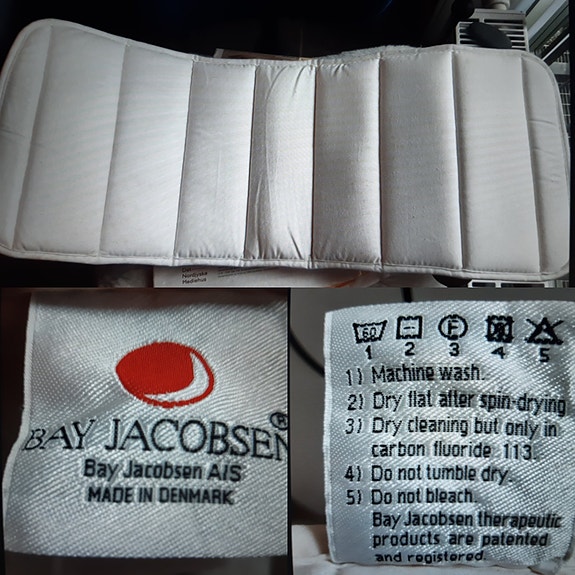 Nordjyske
Mediehus
BAY JACOBSEN®
Bay Jacobsen A/S
MADE IN DENMARK
60 F
1 2 3 4 5
1) Machine wash.
2) Dry flat after spin-drying
3) Dry cleaning but only in
carbon fluoride 113.
4) Do not tumble dry.
5) Do not bleach.
Bay Jacobsen therapeutic
products are patented
and registered.